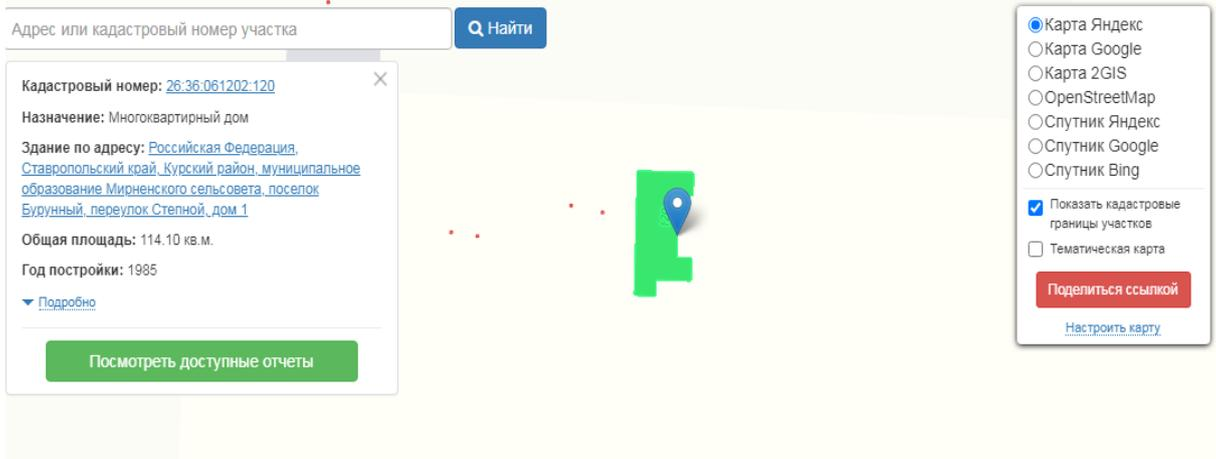 Адрес или кадастровый номер участка
Найти
Кадастровый номер: 26:36:061202:120
Назначение: Многоквартирный дом
Здание по адресу: Российская Федерация,
Ставропольский край, Курский район, муниципальное
образование Мирненского сельсовета, поселок
Бурунный, переулок Степной, дом 1
Общая площадь: 114.10 кв.м.
Год постройки: 1985
Подробно
Посмотреть доступные отчеты
Карта Яндекс
Карта Google
Карта 2GIS
OpenStreetMap
Спутник Яндекс
Спутник Google
Спутник Bing
Показать кадастровые
границы участков
Тематическая карта
Поделиться ссылкой
Настроить карту